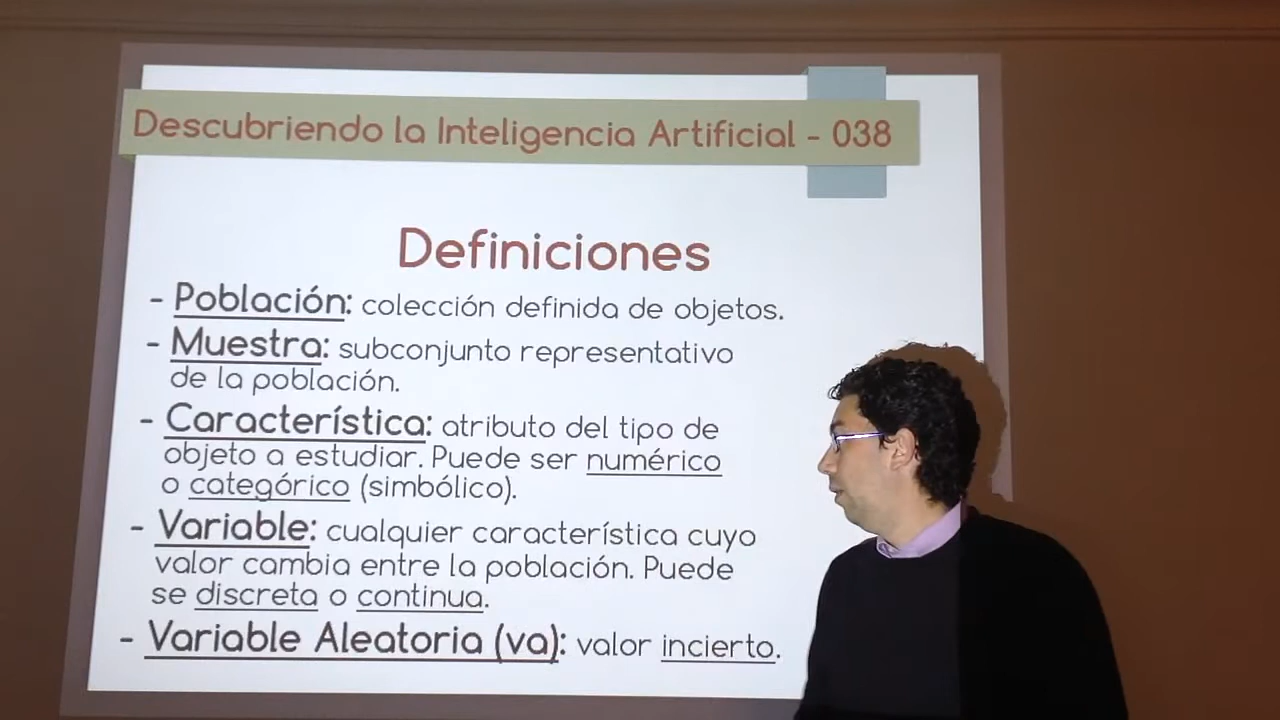 Descubriendo la Inteligencia Artificial - 038
Definiciones
- Población: colección definida de objetos.
- Muestra: subconjunto representativo
de la población.
- Característica: atributo del tipo de
objeto a estudiar. Puede ser numérico
o categórico (simbólico).
- Variable: cualquier característica cuyo
valor cambia entre la población. Puede
se discreta o continua.
- Variable Aleatoria (va): valor incierto.